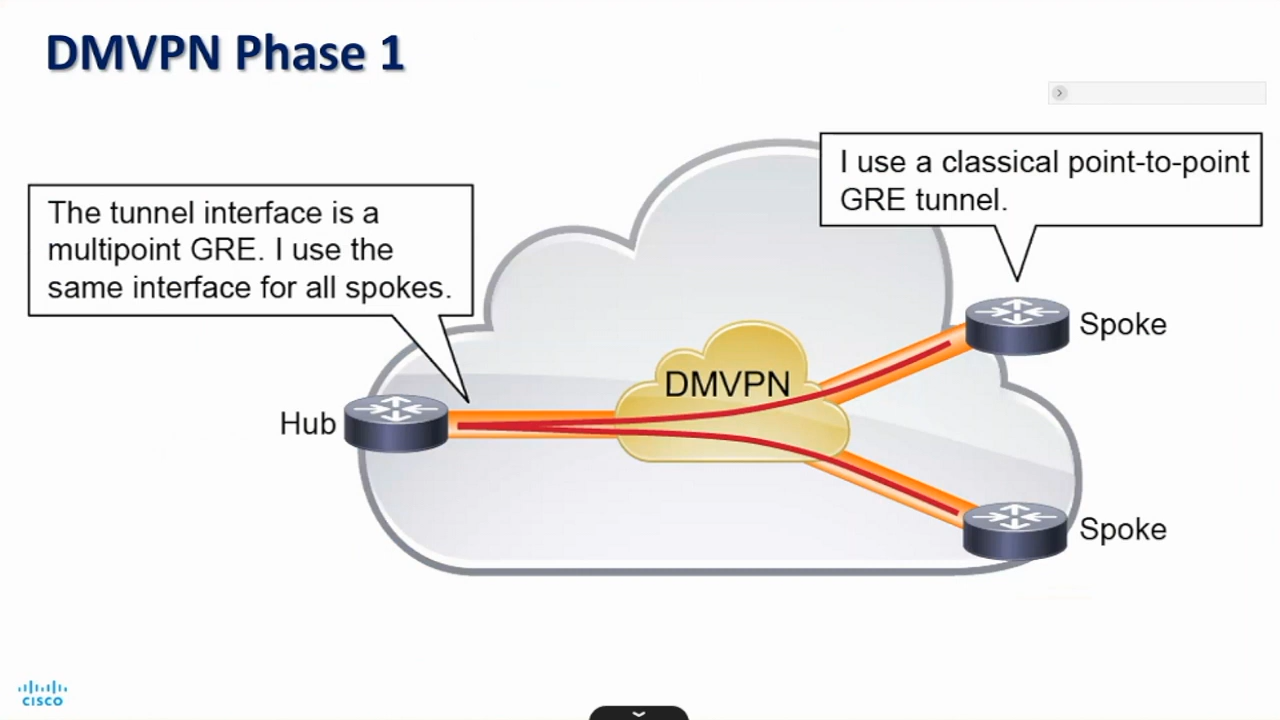 DMVPN Phase 1
The tunnel interface is a
multipoint GRE. I use the
same interface for all spokes.
I use a classical point-to-point
GRE tunnel.
Spoke
DMVPN
Hub
Spoke
CISCO